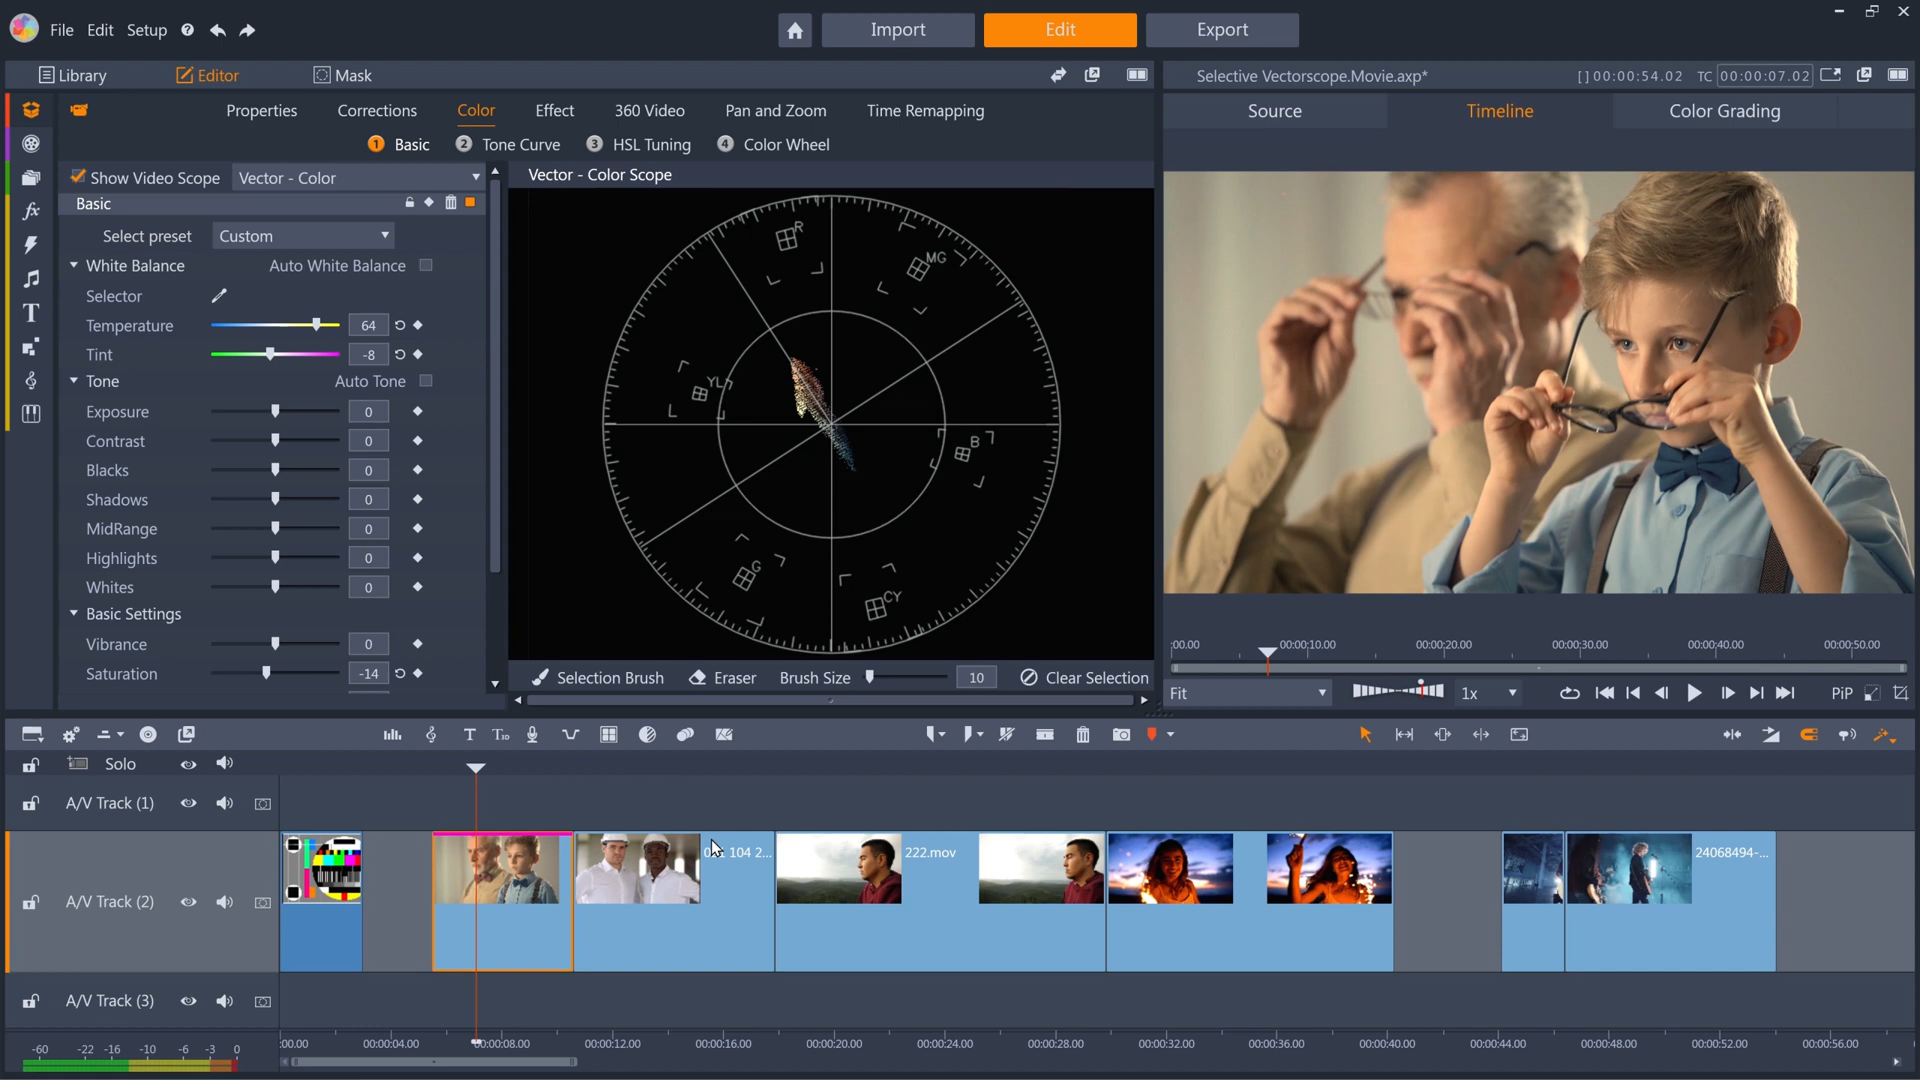 File Edit Setup
Import Edit Export
Library Editor Mask
Selective Vectorscope.Movie.axp* [ ] 00:00:54.02 TC 00:00:07.02
Properties Corrections Color Effect 360 Video Pan and Zoom Time Remapping
Source Timeline Color Grading
1 Basic 2 Tone Curve 3 HSL Tuning 4 Color Wheel
Show Video Scope Vector - Color
Vector - Color Scope
Basic
Select preset Custom
White Balance Auto White Balance
Selector
Temperature 64
Tint -8
Tone Auto Tone
Exposure 0
Contrast 0
Blacks 0
Shadows 0
MidRange 0
Highlights 0
Whites 0
Basic Settings
Vibrance 0
Saturation -14
R
MG
YL
B
G
CY
Selection Brush Eraser Brush Size 10 Clear Selection
:00.00 00:00:10.00 00:00:20.00 00:00:30.00 00:00:40.00 00:00:50.00
Fit 1x PiP
Solo
A/V Track (1)
A/V Track (2)
104 2... 222.mov 24068494-...
A/V Track (3)
-60 -22 -16 -10 -6 -3 0
:00.00 00:00:04.00 00:00:08.00 00:00:12.00 00:00:16.00 00:00:20.00 00:00:24.00 00:00:28.00 00:00:32.00 00:00:36.00 00:00:40.00 00:00:44.00 00:00:48.00 00:00:52.00 00:00:56.00